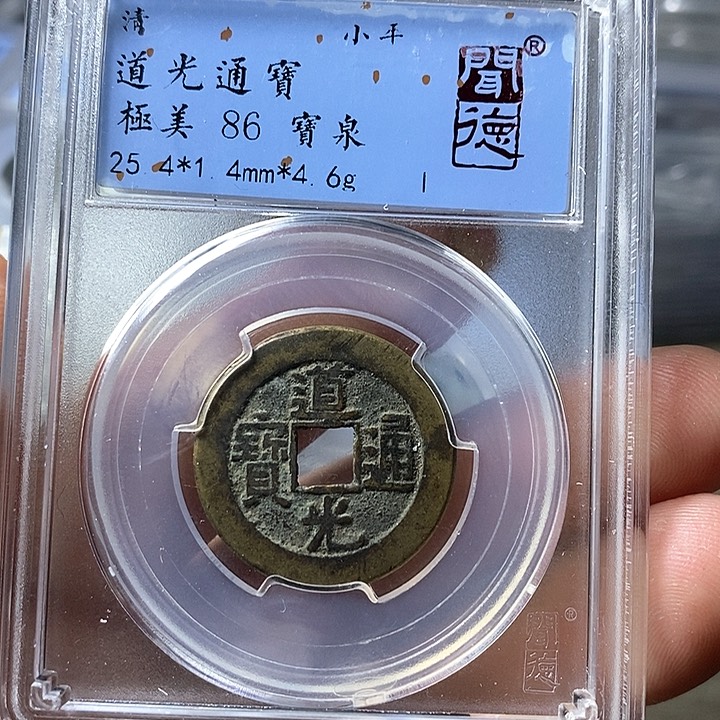 清 小平
道光通寶
極美 86 寶泉
25.4*1.4mm*4.6g
聞德®
道光通寶
聞德®